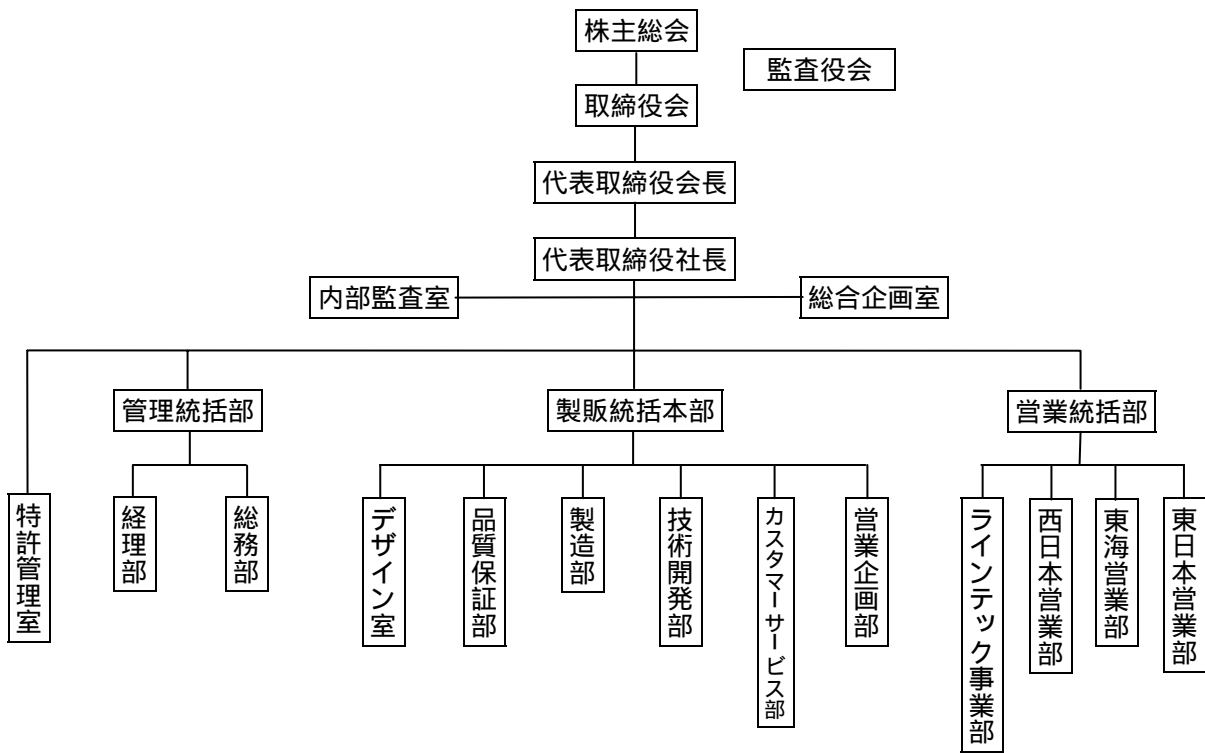 株主総会
監査役会
取締役会
代表取締役会長
代表取締役社長
内部監査室
総合企画室
管理統括部
製販統括本部
営業統括部
特許管理室
経理部
総務部
デザイン室
品質保証部
製造部
技術開発部
カスタマーサービス部
営業企画部
ラインテック事業部
西日本営業部
東海営業部
東日本営業部